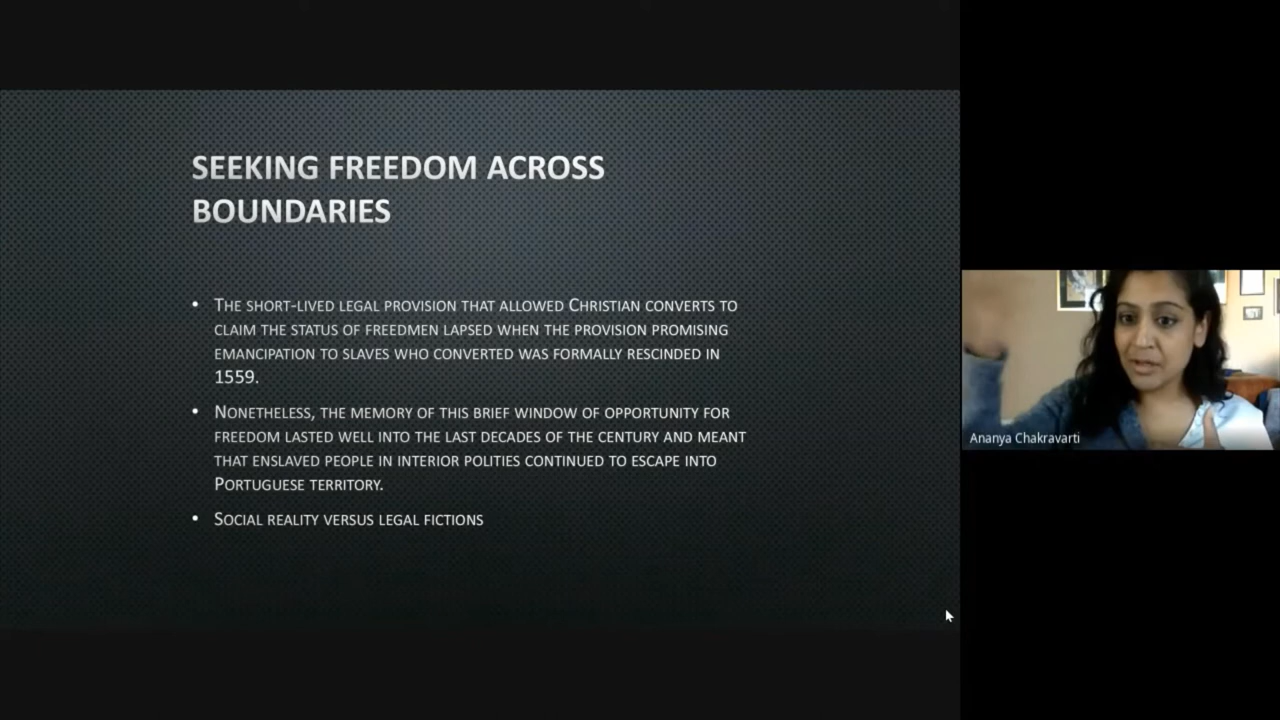 SEEKING FREEDOM ACROSS
BOUNDARIES
• THE SHORT-LIVED LEGAL PROVISION THAT ALLOWED CHRISTIAN CONVERTS TO
CLAIM THE STATUS OF FREEDMEN LAPSED WHEN THE PROVISION PROMISING
EMANCIPATION TO SLAVES WHO CONVERTED WAS FORMALLY RESCINDED IN
1559.
• NONETHELESS, THE MEMORY OF THIS BRIEF WINDOW OF OPPORTUNITY FOR
FREEDOM LASTED WELL INTO THE LAST DECADES OF THE CENTURY AND MEANT
THAT ENSLAVED PEOPLE IN INTERIOR POLITIES CONTINUED TO ESCAPE INTO
PORTUGUESE TERRITORY.
• SOCIAL REALITY VERSUS LEGAL FICTIONS
Ananya Chakravarti